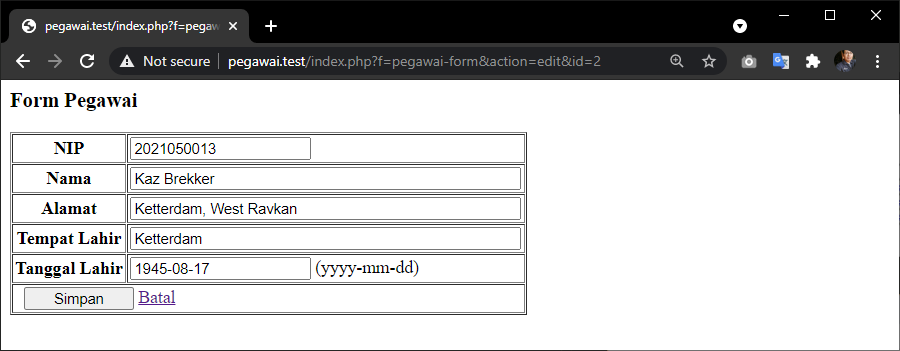 pegawai.test/index.php?f=pegaw
Not secure pegawai.test/index.php?f=pegawai-form&action=edit&id=2
Form Pegawai
NIP 2021050013
Nama Kaz Brekker
Alamat Ketterdam, West Ravkan
Tempat Lahir Ketterdam
Tanggal Lahir 1945-08-17 (yyyy-mm-dd)
Simpan Batal